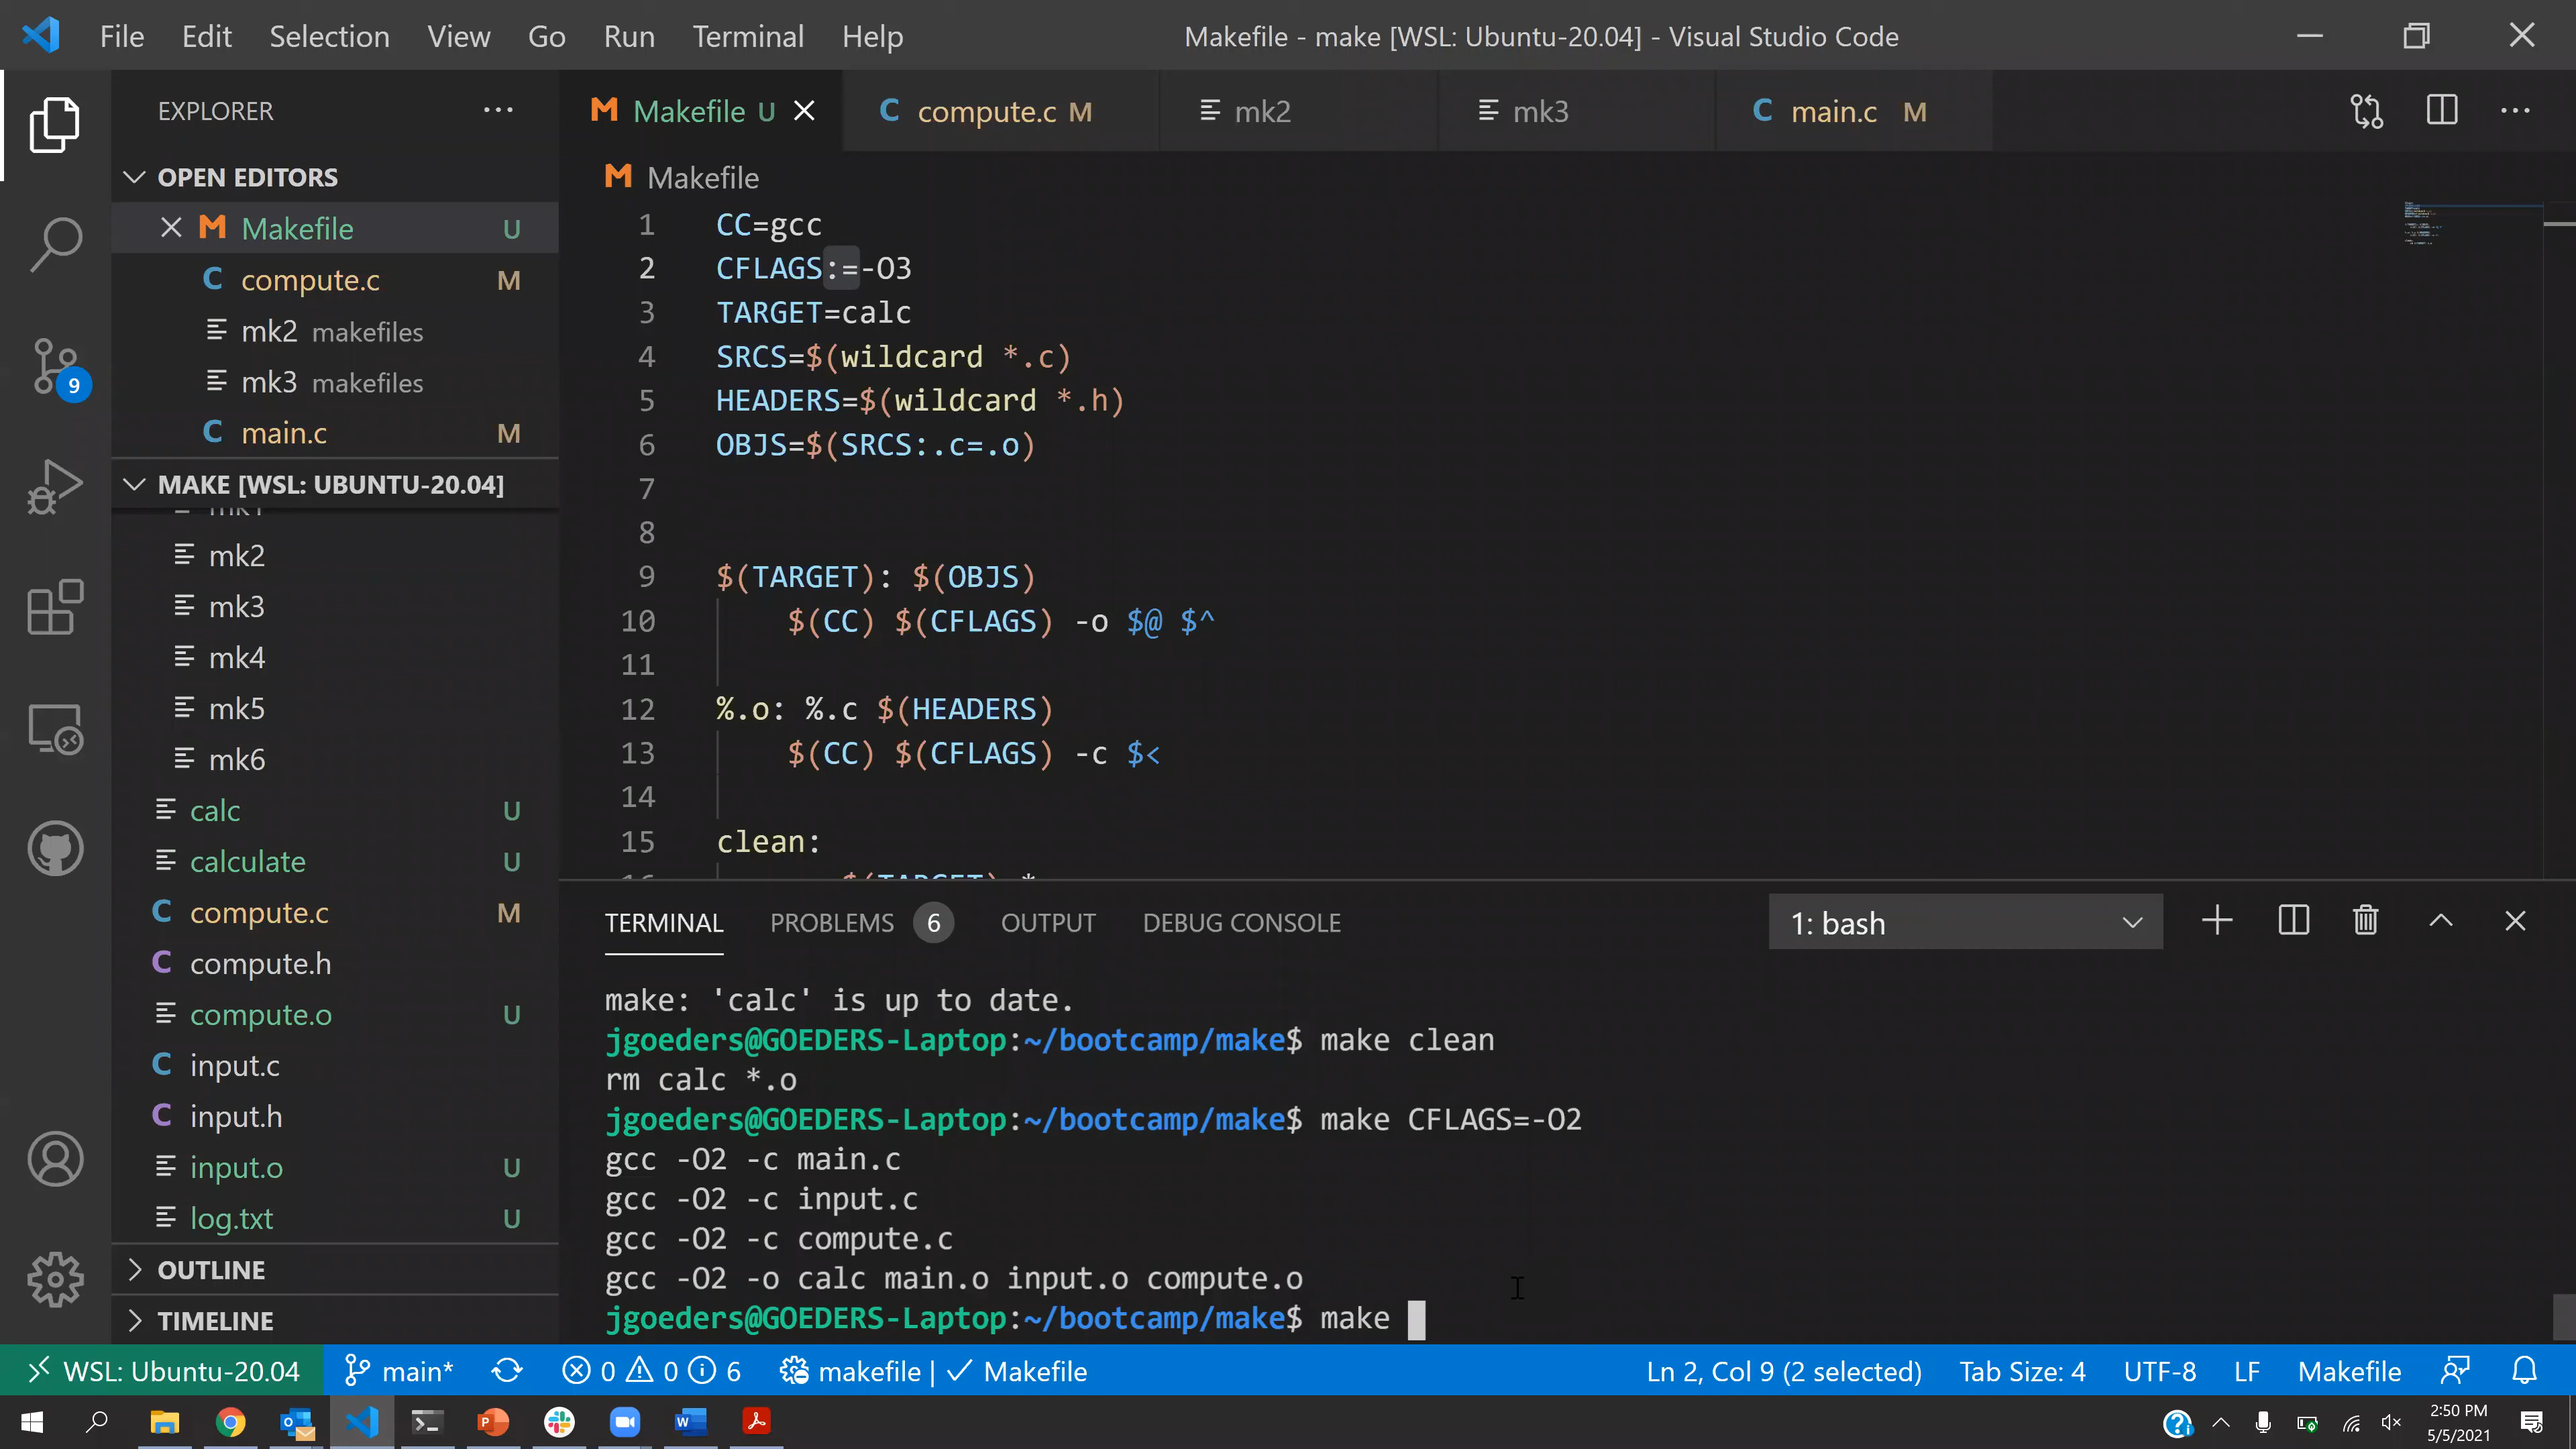 File Edit Selection View Go Run Terminal Help
Makefile - make [WSL: Ubuntu-20.04] - Visual Studio Code
EXPLORER
OPEN EDITORS
Makefile U
compute.c M
mk2 makefiles
mk3 makefiles
main.c M
MAKE [WSL: UBUNTU-20.04]
mk1
mk2
mk3
mk4
mk5
mk6
calc U
calculate U
compute.c M
compute.h
compute.o U
input.c
input.h
input.o U
log.txt U
OUTLINE
TIMELINE
9
Makefile U compute.c M mk2 mk3 main.c M
Makefile
1 CC=gcc
2 CFLAGS:=-O3
3 TARGET=calc
4 SRCS=$(wildcard *.c)
5 HEADERS=$(wildcard *.h)
6 OBJS=$(SRCS:.c=.o)
7
8
9 $(TARGET): $(OBJS)
10 $(CC) $(CFLAGS) -o $@ $^
11
12 %.o: %.c $(HEADERS)
13 $(CC) $(CFLAGS) -c $<
14
15 clean:
16 $(TARGET) *
TERMINAL PROBLEMS 6 OUTPUT DEBUG CONSOLE 1: bash
make: 'calc' is up to date.
jgoeders@GOEDERS-Laptop:~/bootcamp/make$ make clean
rm calc *.o
jgoeders@GOEDERS-Laptop:~/bootcamp/make$ make CFLAGS=-O2
gcc -O2 -c main.c
gcc -O2 -c input.c
gcc -O2 -c compute.c
gcc -O2 -o calc main.o input.o compute.o
jgoeders@GOEDERS-Laptop:~/bootcamp/make$ make
WSL: Ubuntu-20.04 main* 0 0 6 makefile | ✓ Makefile Ln 2, Col 9 (2 selected) Tab Size: 4 UTF-8 LF Makefile
2:50 PM
5/5/2021